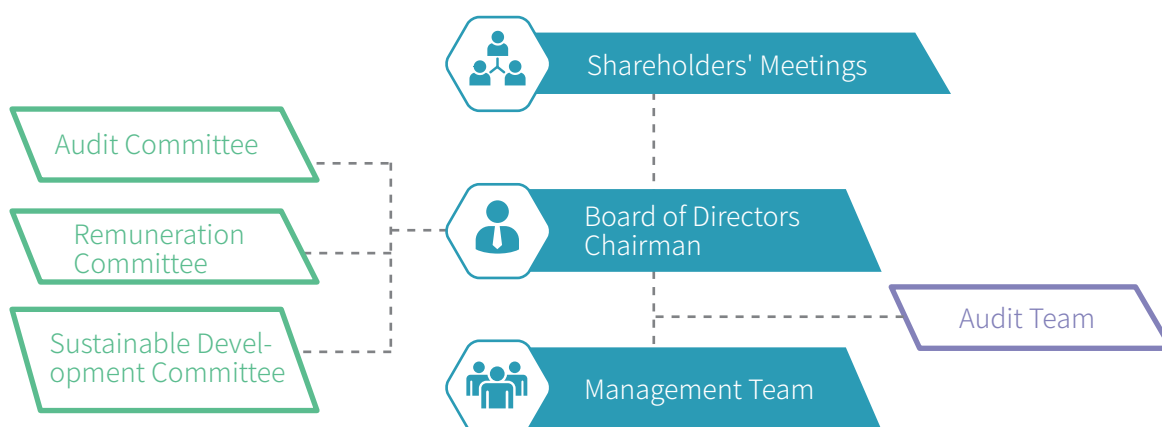 Shareholders' Meetings
Audit Committee
Remuneration
Committee
Sustainable Devel-
opment Committee
Board of Directors
Chairman
Audit Team
Management Team